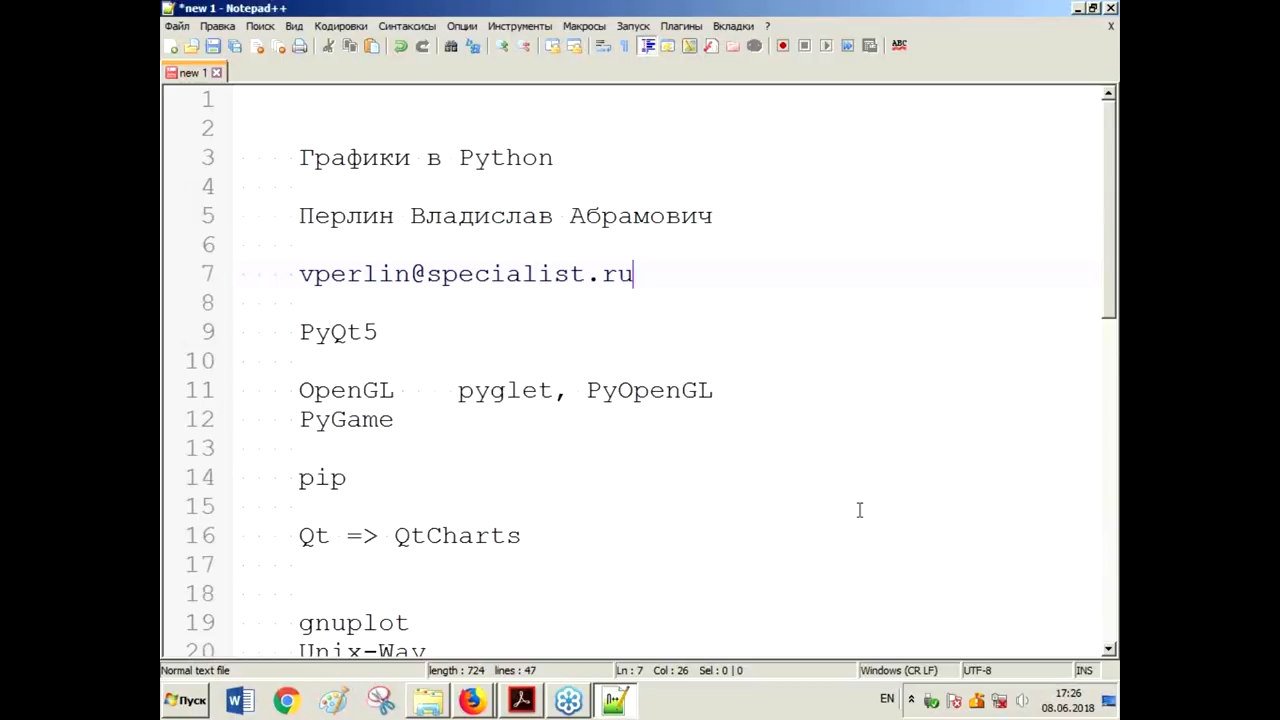 *new 1 - Notepad++
Файл Правка Поиск Вид Кодировки Синтаксисы Опции Инструменты Макросы Запуск Плагины Вкладки ? X
ABC
new 1
1
2
3 Графики в Python
4
5 Перлин Владислав Абрамович
6
7 vperlin@specialist.ru
8
9 PyQt5
10
11 OpenGL pyglet, PyOpenGL
12 PyGame
13
14 pip
15
16 Qt => QtCharts
17
18
19 gnuplot
20 Unix-Way
Normal text file length : 724 lines : 47 Ln : 7 Col : 26 Sel : 0 | 0 Windows (CR LF) UTF-8 INS
Пуск EN 17:26
08.06.2018